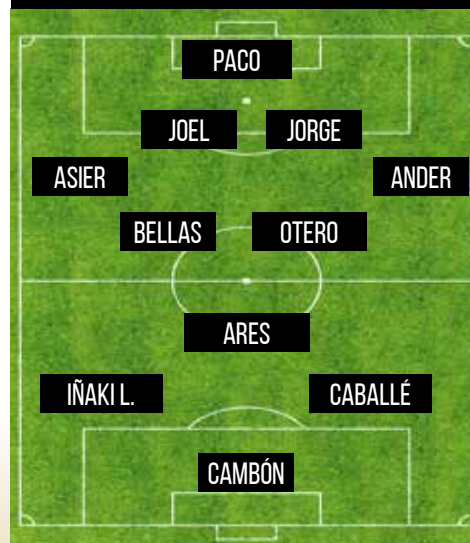 PACO
JOEL JORGE
ASIER ANDER
BELLAS OTERO
ARES
IÑAKI L. CABALLÉ
CAMBÓN